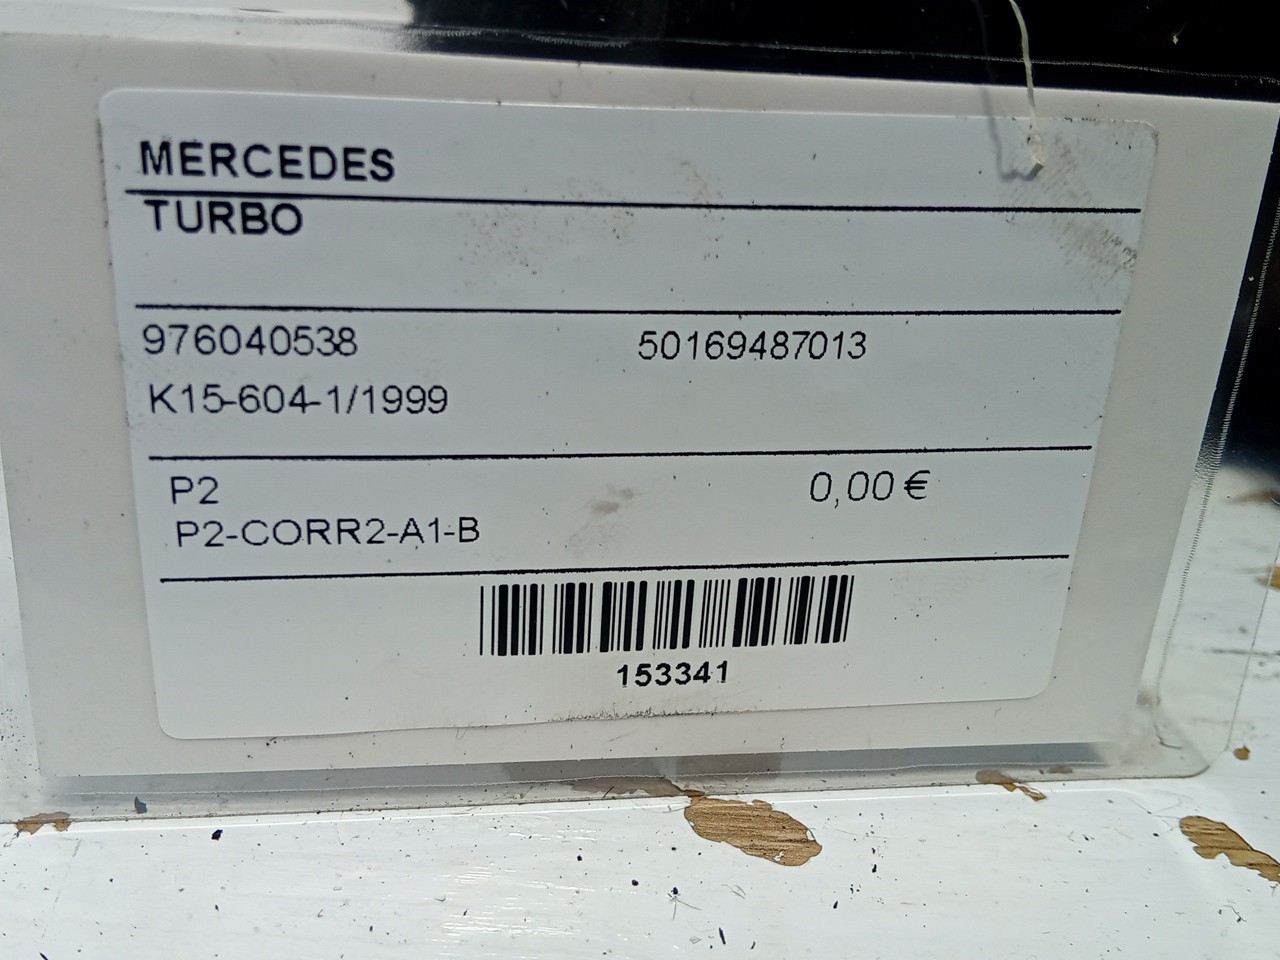 MERCEDES
TURBO
976040538 50169487013
K15-604-1/1999
P2 0,00 €
P2-CORR2-A1-B
153341